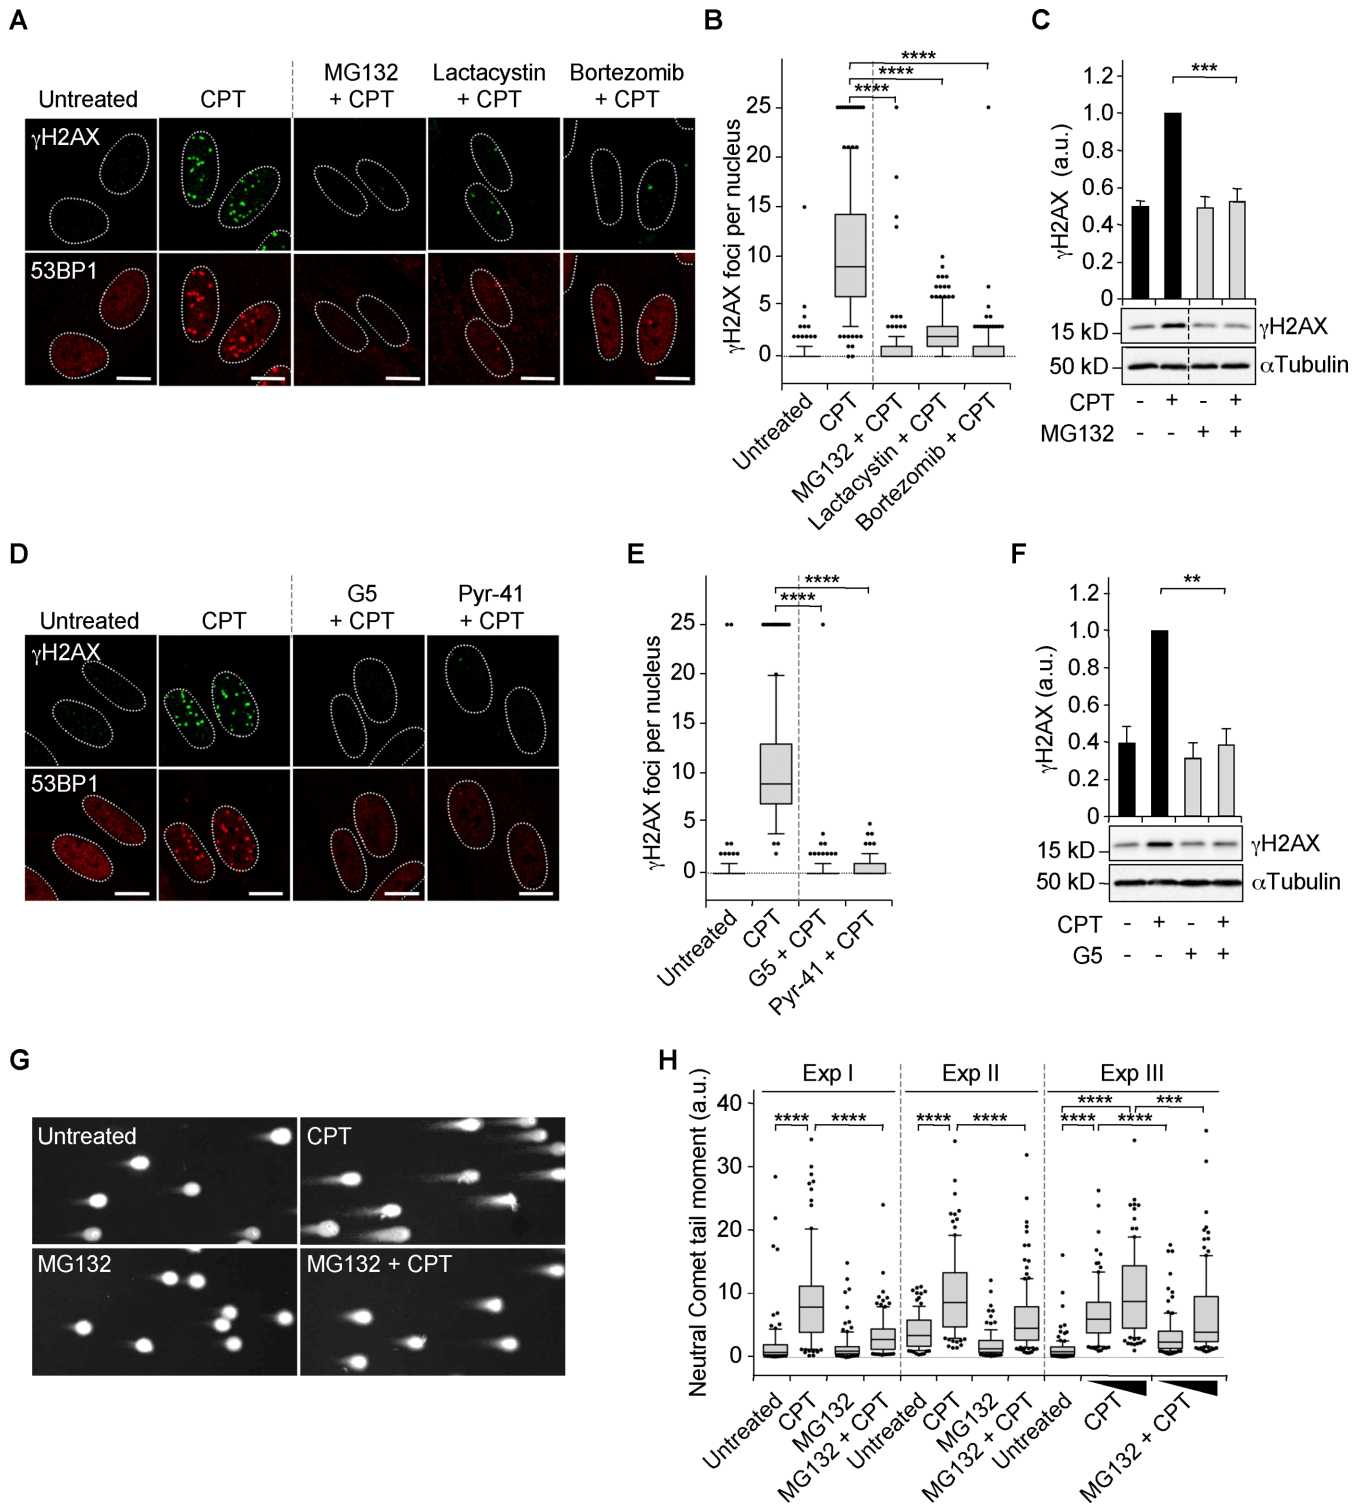 A
MG132 Lactacystin Bortezomib
Untreated CPT + CPT + CPT + CPT
γH2AX
53BP1
B
**** 
****
****
γH2AX foci per nucleus
25
20
15
10
5
0
Untreated
CPT
MG132 + CPT
Lactacystin + CPT
Bortezomib + CPT
C
***
γH2AX (a.u.)
1.2
1.0
0.8
0.6
0.4
0.2
0
15 kD γH2AX
50 kD αTubulin
CPT - + - +
MG132 - - + +
D
G5 Pyr-41
Untreated CPT + CPT + CPT
γH2AX
53BP1
E
****
****
γH2AX foci per nucleus
25
20
15
10
5
0
Untreated
CPT
G5 + CPT
Pyr-41 + CPT
F
**
γH2AX (a.u.)
1.2
1.0
0.8
0.6
0.4
0.2
0
15 kD γH2AX
50 kD αTubulin
CPT - + - +
G5 - - + +
G
Untreated CPT
MG132 MG132 + CPT
H
Exp I Exp II Exp III
**** ***
**** **** **** **** **** ****
Neutral Comet tail moment (a.u.)
40
30
20
10
0
Untreated
CPT
MG132
MG132 + CPT
Untreated
CPT
MG132
MG132 + CPT
Untreated
CPT
MG132 + CPT